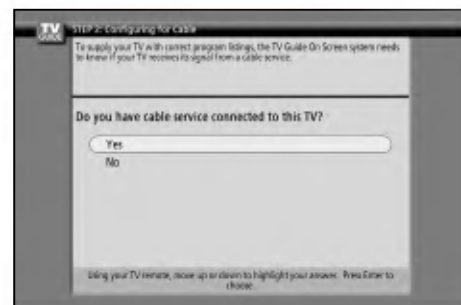 TV
GUIDE
STEP 2: Configuring for Cable
To supply your TV with correct program listings, the TV Guide On Screen system needs
to know if your TV receives its signal from a cable service.
Do you have cable service connected to this TV?
Yes
No
Using your TV remote, move up or down to highlight your answer. Press Enter to
choose.